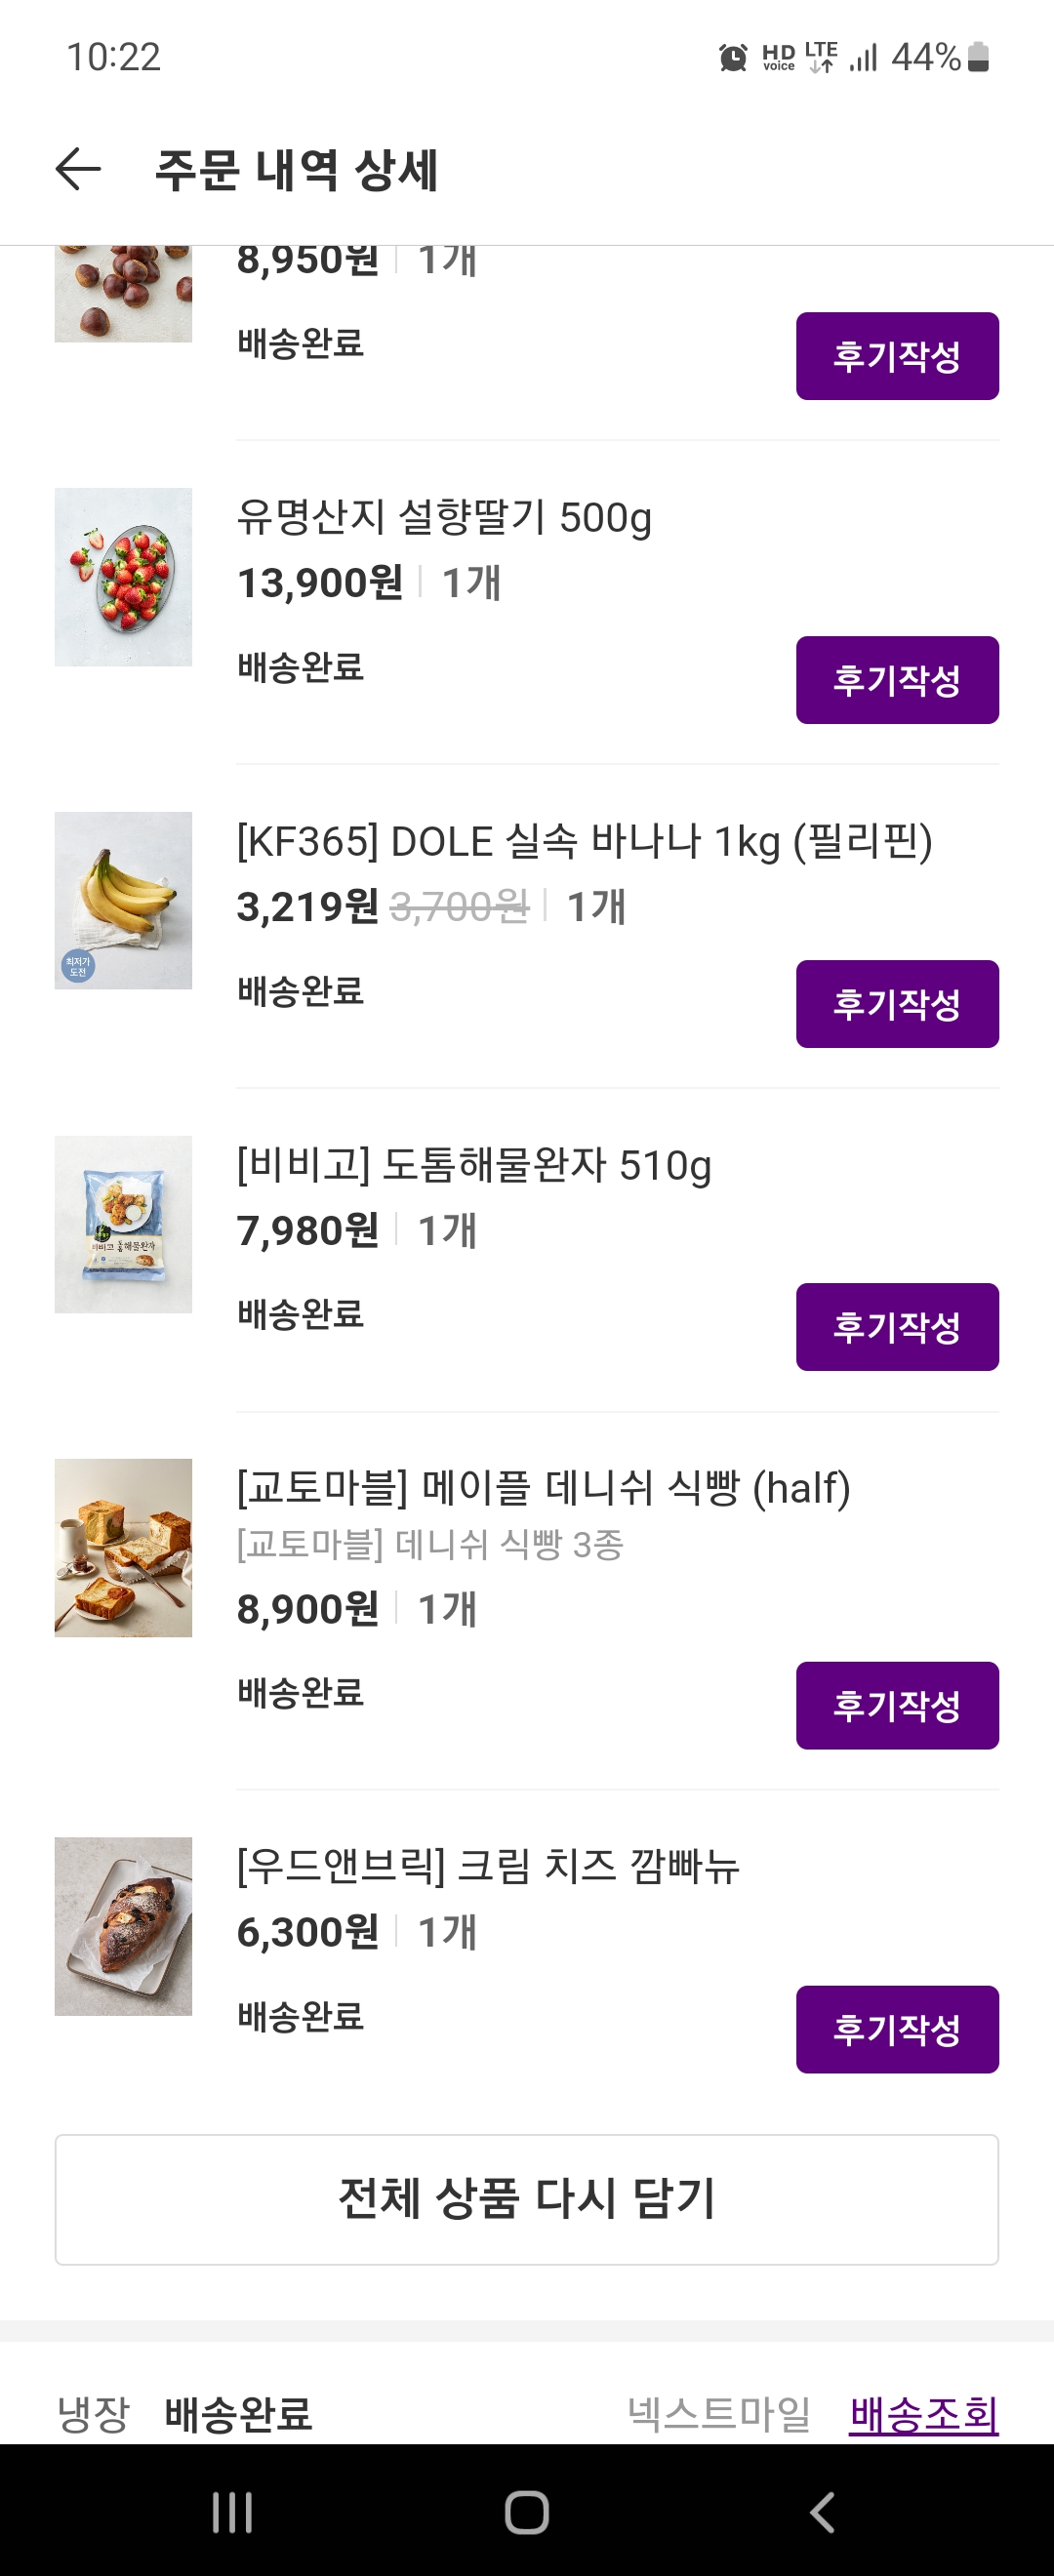 10:22
HD voice LTE 44%
주문 내역 상세
8,950원 1개
배송완료
후기작성
유명산지 설향딸기 500g
13,900원 1개
배송완료
후기작성
[KF365] DOLE 실속 바나나 1kg (필리핀)
3,219원 3,700원 1개
최저가
도전
배송완료
후기작성
[비비고] 도톰해물완자 510g
7,980원 1개
배송완료
후기작성
[교토마블] 메이플 데니쉬 식빵 (half)
[교토마블] 데니쉬 식빵 3종
8,900원 1개
배송완료
후기작성
[우드앤브릭] 크림 치즈 깜빠뉴
6,300원 1개
배송완료
후기작성
전체 상품 다시 담기
냉장 배송완료 넥스트마일 배송조회